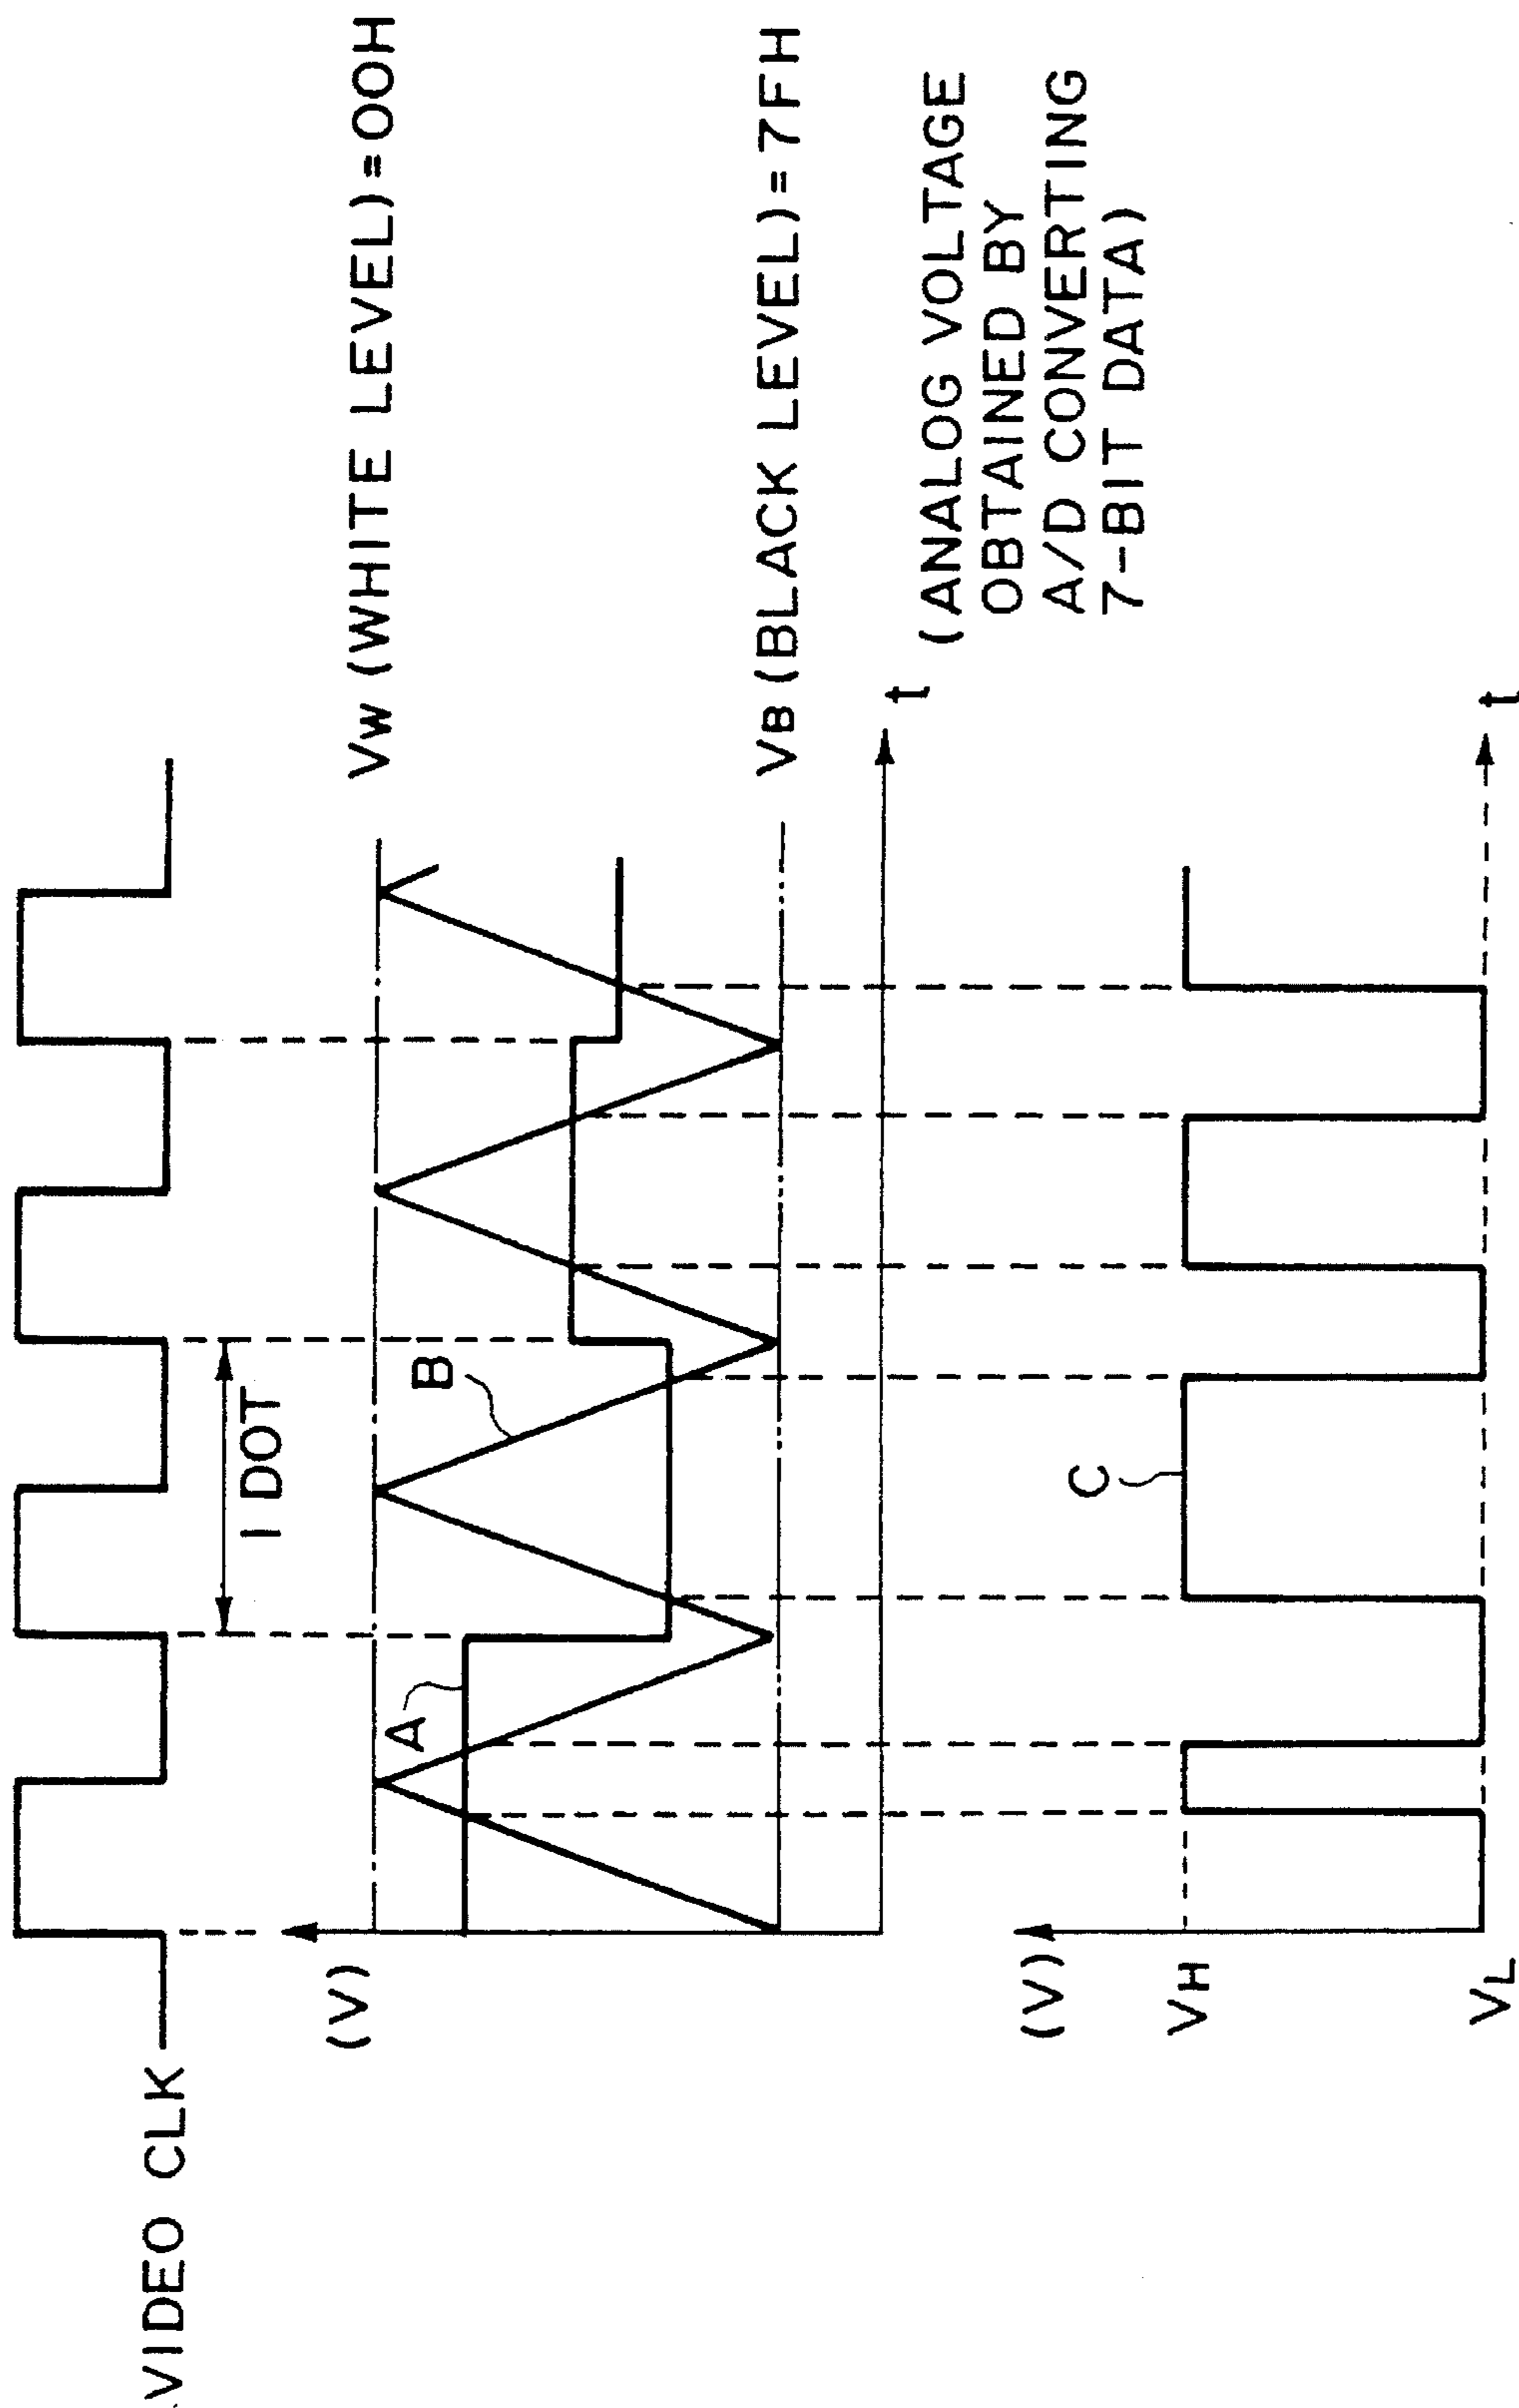 VIDEO CLK
1 DOT
(V)
VW (WHITE LEVEL)=00H
A
B
VB (BLACK LEVEL)=7FH
t
(ANALOG VOLTAGE
OBTAINED BY
A/D CONVERTING
7-BIT DATA)
(V)
VH
C
VL
t